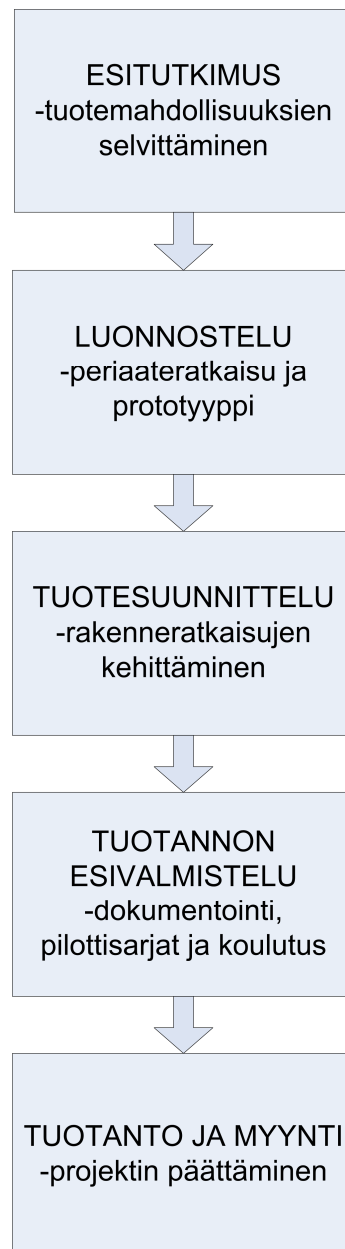 ESITUTKIMUS
-tuotemahdollisuuksien
selvittäminen
LUONNOSTELU
-periaateratkaisu ja
prototyyppi
TUOTESUUNNITTELU
-rakenneratkaisujen
kehittäminen
TUOTANNON
ESIVALMISTELU
-dokumentointi,
pilottisarjat ja koulutus
TUOTANTO JA MYYNTI
-projektin päättäminen